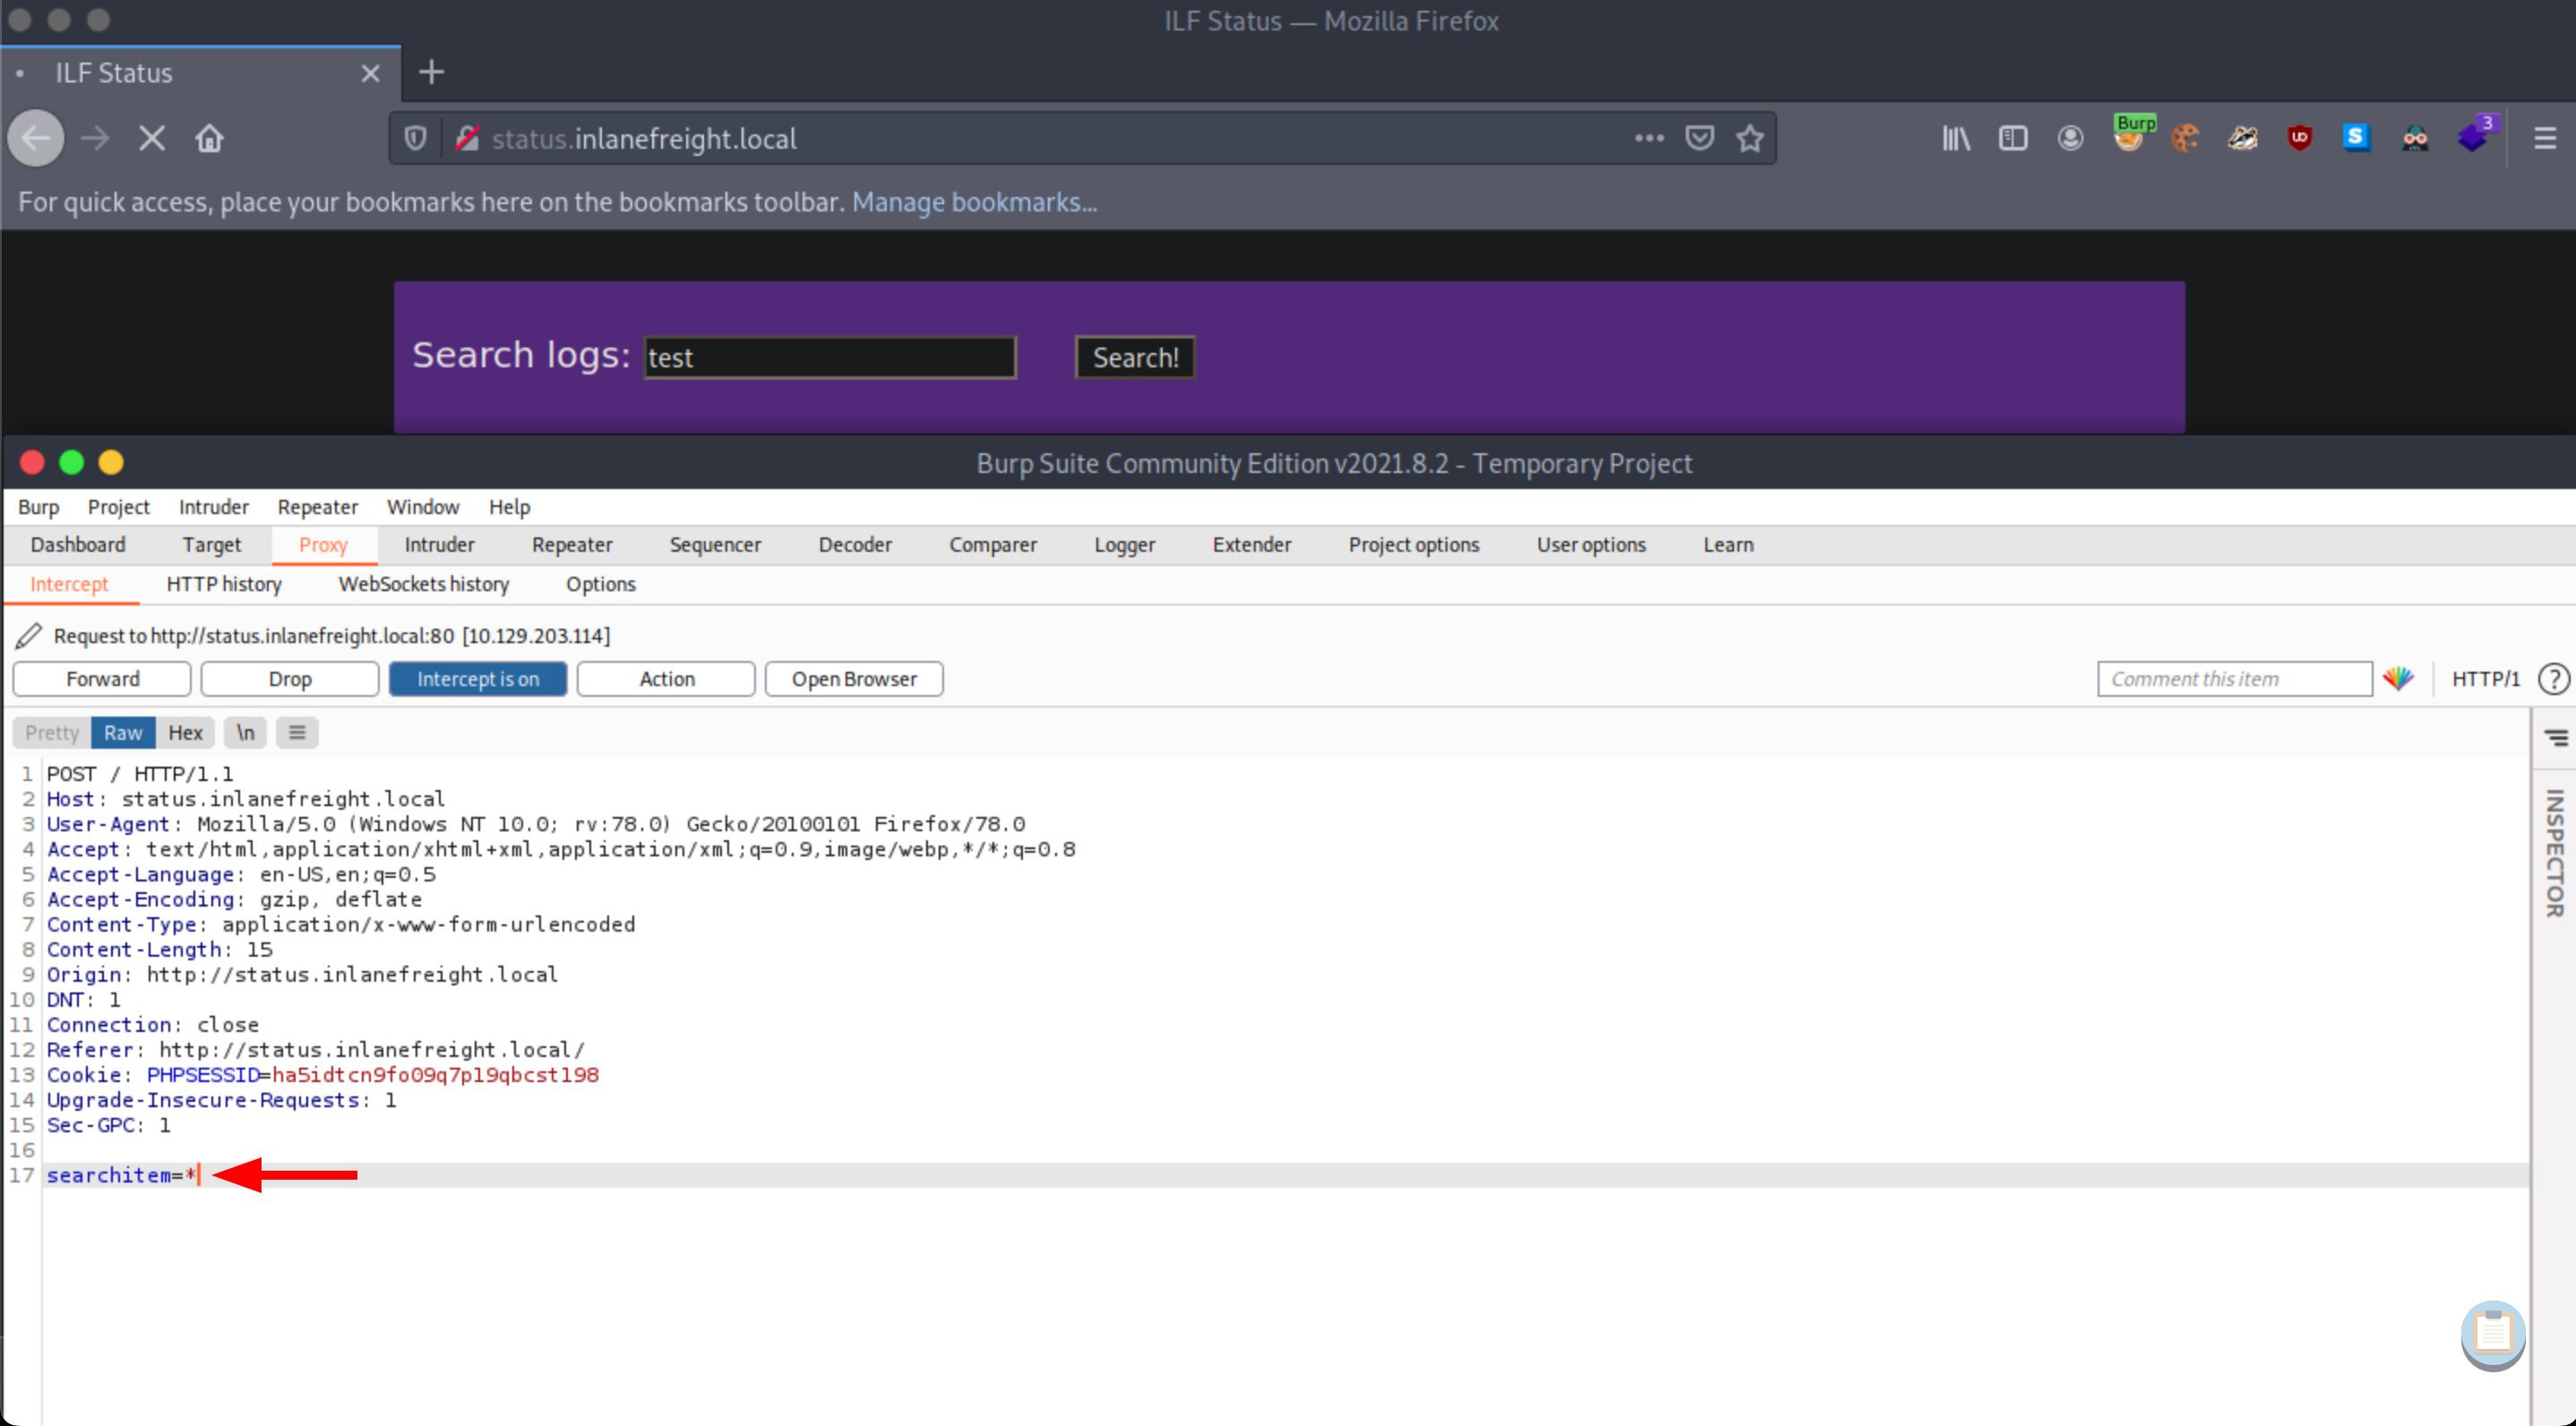 ILF Status — Mozilla Firefox
ILF Status
status.inlanefreight.local
Burp
3
For quick access, place your bookmarks here on the bookmarks toolbar. Manage bookmarks...
Search logs: test Search!
Burp Suite Community Edition v2021.8.2 - Temporary Project
Burp Project Intruder Repeater Window Help
Dashboard Target Proxy Intruder Repeater Sequencer Decoder Comparer Logger Extender Project options User options Learn
Intercept HTTP history WebSockets history Options
Request to http://status.inlanefreight.local:80 [10.129.203.114]
Forward Drop Intercept is on Action Open Browser Comment this item HTTP/1 ?
Pretty Raw Hex \n
INSPECTOR
1 POST / HTTP/1.1
2 Host: status.inlanefreight.local
3 User-Agent: Mozilla/5.0 (Windows NT 10.0; rv:78.0) Gecko/20100101 Firefox/78.0
4 Accept: text/html,application/xhtml+xml,application/xml;q=0.9,image/webp,*/*;q=0.8
5 Accept-Language: en-US,en;q=0.5
6 Accept-Encoding: gzip, deflate
7 Content-Type: application/x-www-form-urlencoded
8 Content-Length: 15
9 Origin: http://status.inlanefreight.local
10 DNT: 1
11 Connection: close
12 Referer: http://status.inlanefreight.local/
13 Cookie: PHPSESSID=ha5idtcn9fo09q7p19qbcst198
14 Upgrade-Insecure-Requests: 1
15 Sec-GPC: 1
16
17 searchitem=*